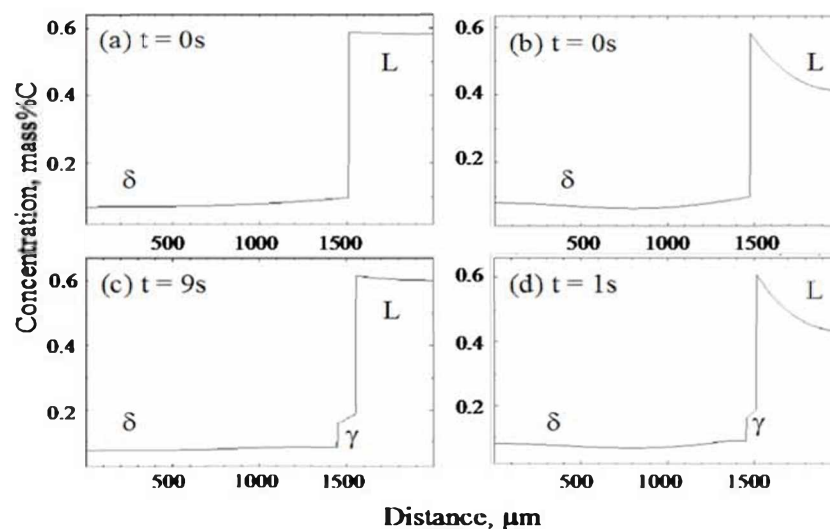 Concentration, mass%C
0.6
(a) t = 0s
L
0.4
0.2
δ
500
1000
1500
0.6
(b) t = 0s
L
0.4
0.2
δ
500
1000
1500
0.6
(c) t = 9s
L
0.4
0.2
δ
γ
500
1000
1500
0.6
(d) t = 1s
L
0.4
0.2
δ
γ
500
1000
1500
Distance, μm